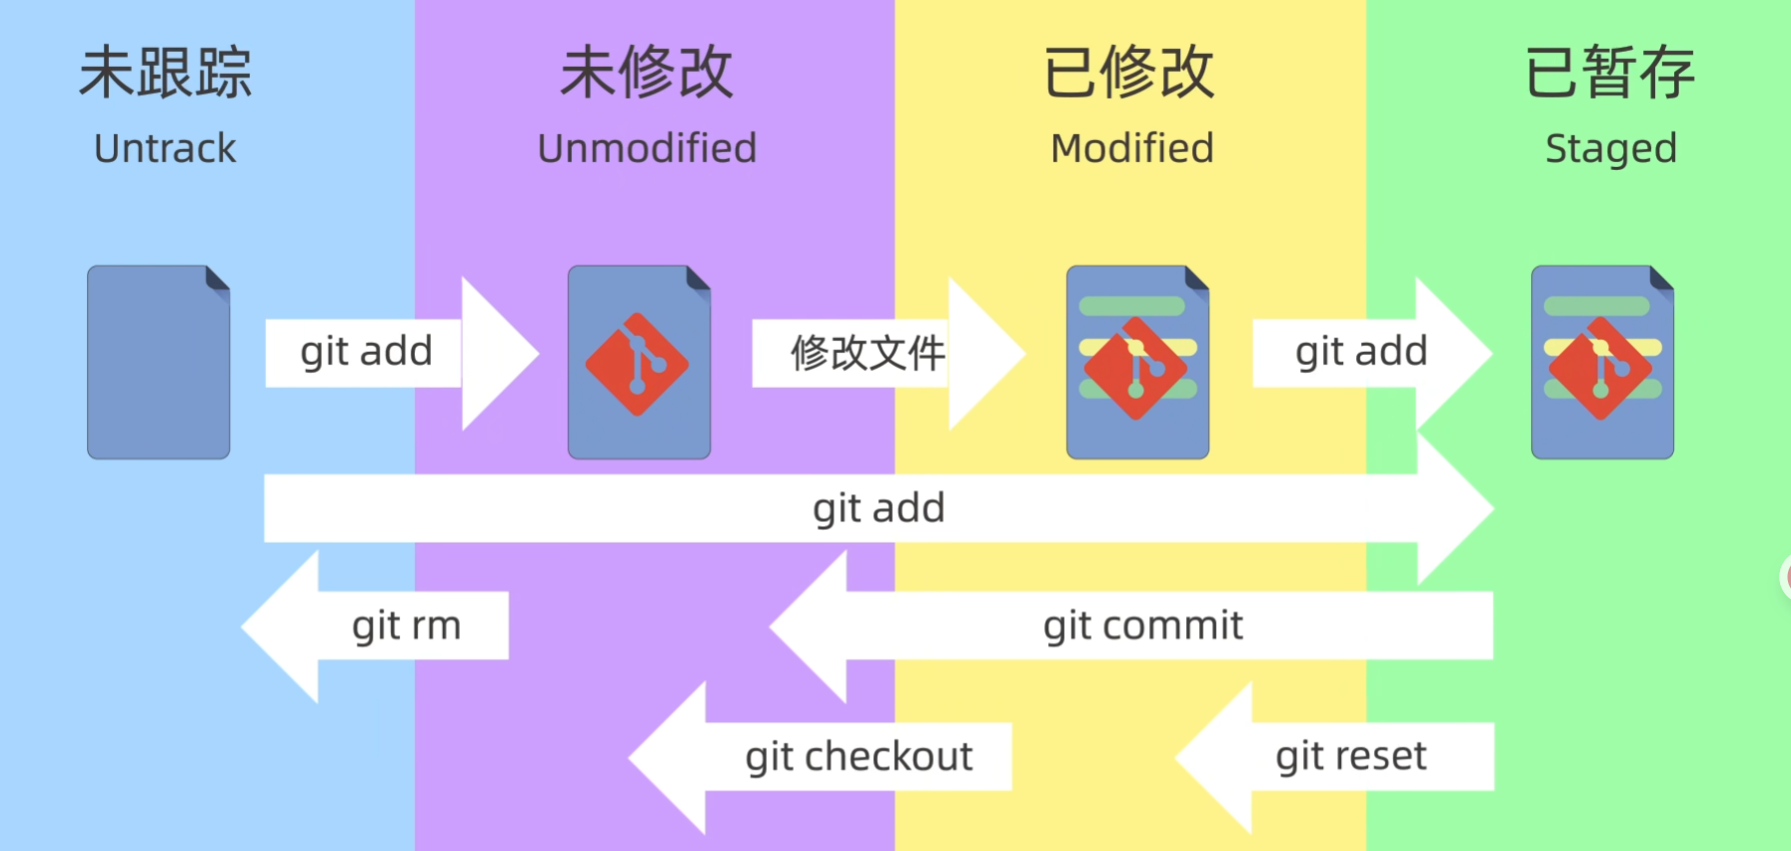 未跟踪
Untrack
未修改
Unmodified
已修改
Modified
已暂存
Staged
git add
修改文件
git add
git add
git rm
git commit
git checkout
git reset